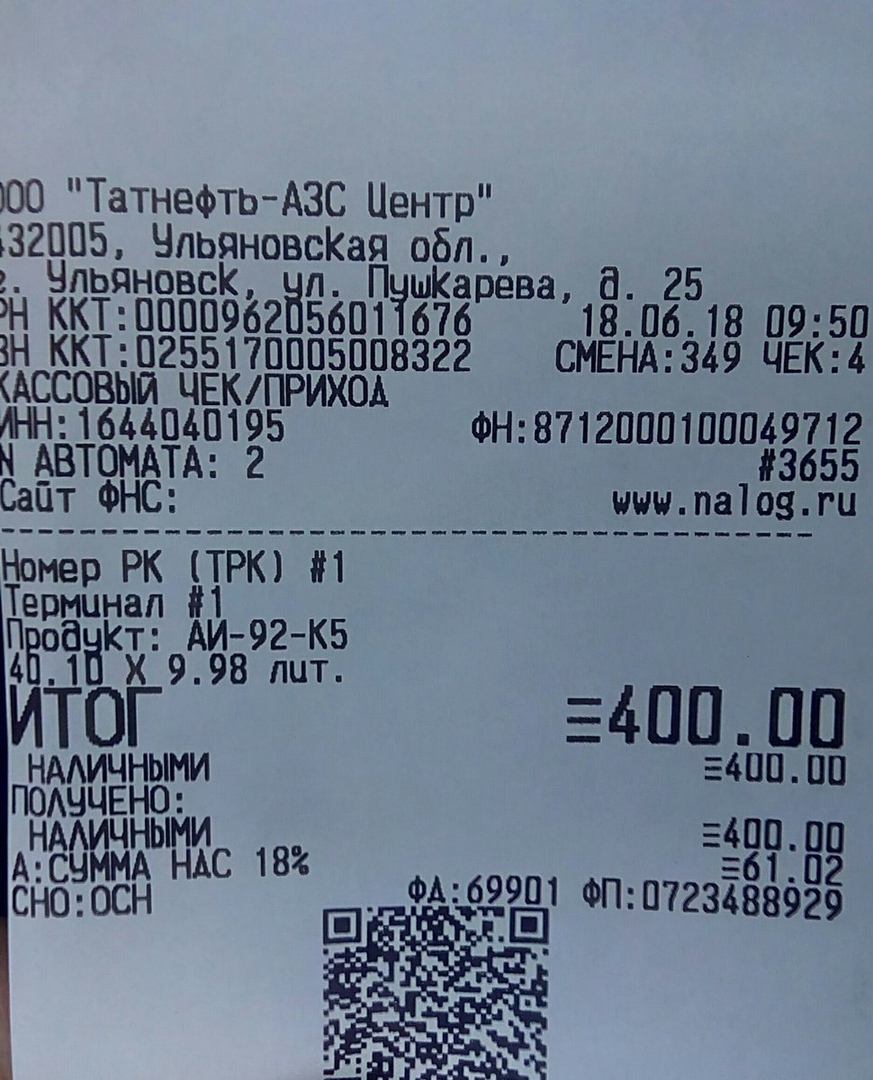 ООО "Татнефть-АЗС Центр"
432005, Ульяновская обл.,
г. Ульяновск, ул. Пушкарева, д. 25
РН ККТ:0000962056011676 18.06.18 09:50
ЗН ККТ:0255170005008322 СМЕНА:349 ЧЕК:4
КАССОВЫЙ ЧЕК/ПРИХОД
ИНН:1644040195 ФН:8712000100049712
N АВТОМАТА: 2 #3655
Сайт ФНС: www.nalog.ru
Номер РК (ТРК) #1
Терминал #1
Продукт: АИ-92-К5
40.10 X 9.98 лит.
ИТОГ ≡400.00
НАЛИЧНЫМИ ≡400.00
ПОЛУЧЕНО:
НАЛИЧНЫМИ ≡400.00
А:СУММА НДС 18% ≡61.02
СНО:ОСН ФД:69901 ФП:0723488929